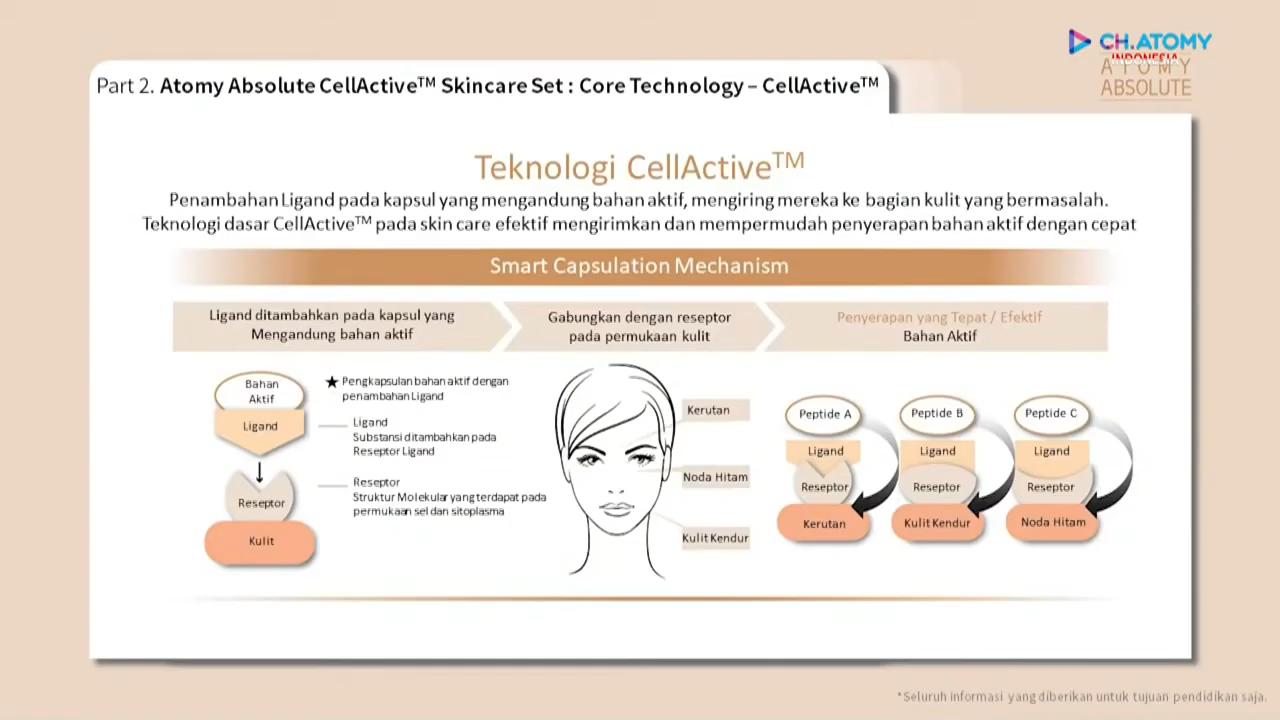 CH.ATOMY
INDONESIA
ATOMY
ABSOLUTE
Part 2. Atomy Absolute CellActive™ Skincare Set : Core Technology – CellActive™
Teknologi CellActive™
Penambahan Ligand pada kapsul yang mengandung bahan aktif, mengiring mereka ke bagian kulit yang bermasalah.
Teknologi dasar CellActive™ pada skin care efektif mengirimkan dan mempermudah penyerapan bahan aktif dengan cepat
Smart Capsulation Mechanism
Ligand ditambahkan pada kapsul yang
Mengandung bahan aktif
Gabungkan dengan reseptor
pada permukaan kulit
Penyerapan yang Tepat / Efektif
Bahan Aktif
Bahan
Aktif
Ligand
Reseptor
Kulit
★ Pengkapsulan bahan aktif dengan
penambahan Ligand
Ligand
Substansi ditambahkan pada
Reseptor Ligand
Reseptor
Struktur Molekular yang terdapat pada
permukaan sel dan sitoplasma
Kerutan
Noda Hitam
Kulit Kendur
Peptide A
Ligand
Reseptor
Kerutan
Peptide B
Ligand
Reseptor
Kulit Kendur
Peptide C
Ligand
Reseptor
Noda Hitam
*Seluruh informasi yang diberikan untuk tujuan pendidikan saja.